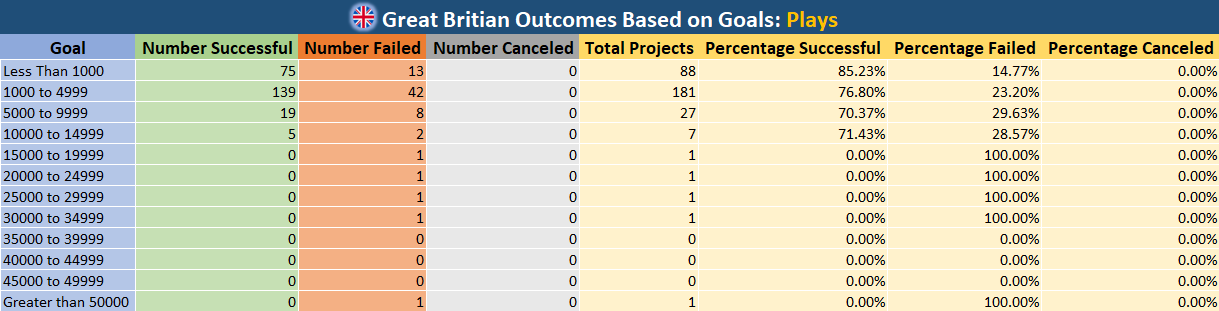 Great Britian Outcomes Based on Goals: Plays
Goal Number Successful Number Failed Number Canceled Total Projects Percentage Successful Percentage Failed Percentage Canceled
Less Than 1000 75 13 0 88 85.23% 14.77% 0.00%
1000 to 4999 139 42 0 181 76.80% 23.20% 0.00%
5000 to 9999 19 8 0 27 70.37% 29.63% 0.00%
10000 to 14999 5 2 0 7 71.43% 28.57% 0.00%
15000 to 19999 0 1 0 1 0.00% 100.00% 0.00%
20000 to 24999 0 1 0 1 0.00% 100.00% 0.00%
25000 to 29999 0 1 0 1 0.00% 100.00% 0.00%
30000 to 34999 0 1 0 1 0.00% 100.00% 0.00%
35000 to 39999 0 0 0 0 0.00% 0.00% 0.00%
40000 to 44999 0 0 0 0 0.00% 0.00% 0.00%
45000 to 49999 0 0 0 0 0.00% 0.00% 0.00%
Greater than 50000 0 1 0 1 0.00% 100.00% 0.00%